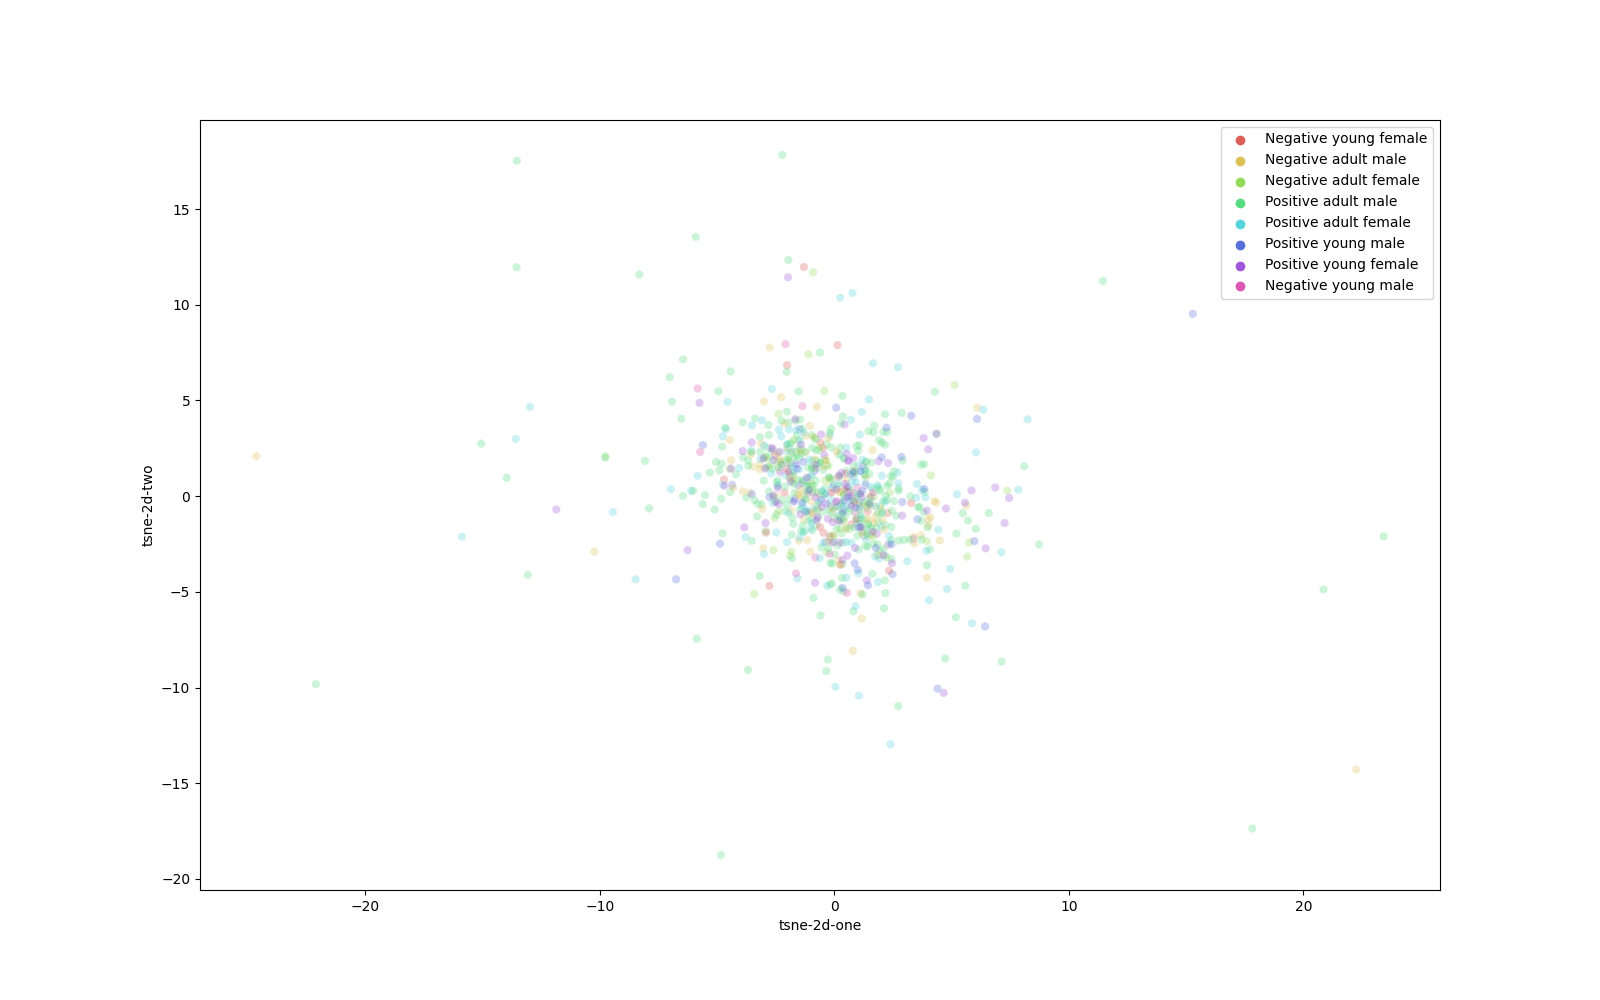 Negative young female
Negative adult male
Negative adult female
Positive adult male
Positive adult female
Positive young male
Positive young female
Negative young male
15
10
5
0
−5
−10
−15
−20
tsne-2d-two
−20
−10
0
10
20
tsne-2d-one